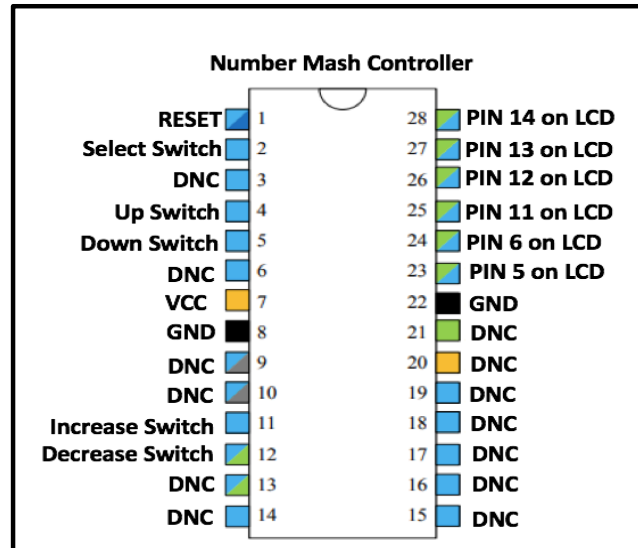 Number Mash Controller
RESET 1 28 PIN 14 on LCD
Select Switch 2 27 PIN 13 on LCD
DNC 3 26 PIN 12 on LCD
Up Switch 4 25 PIN 11 on LCD
Down Switch 5 24 PIN 6 on LCD
DNC 6 23 PIN 5 on LCD
VCC 7 22 GND
GND 8 21 DNC
DNC 9 20 DNC
DNC 10 19 DNC
Increase Switch 11 18 DNC
Decrease Switch 12 17 DNC
DNC 13 16 DNC
DNC 14 15 DNC